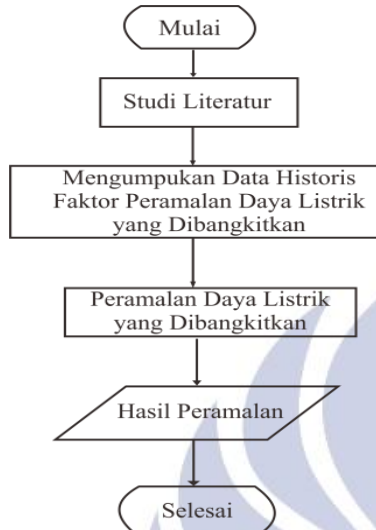 Mulai
Studi Literatur
Mengumpukan Data Historis
Faktor Peramalan Daya Listrik
yang Dibangkitkan
Peramalan Daya Listrik
yang Dibangkitkan
Hasil Peramalan
Selesai